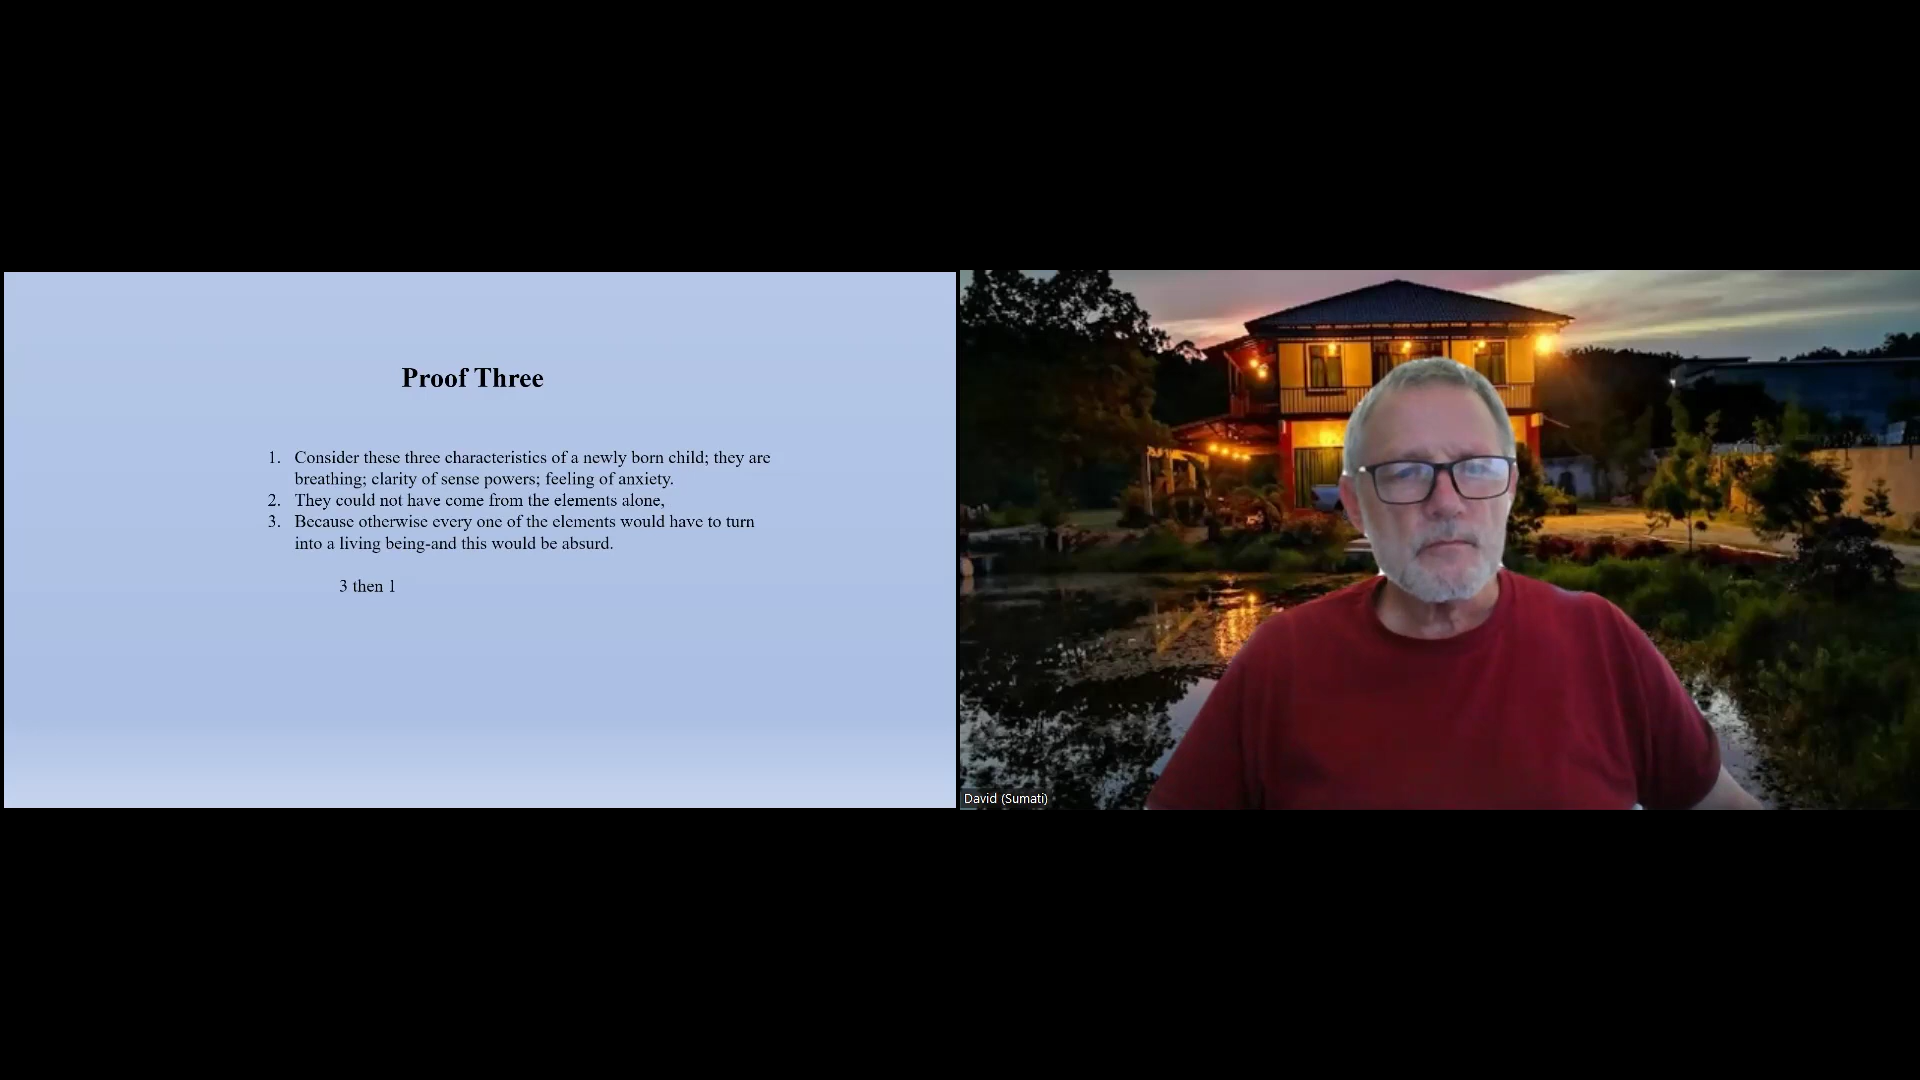 Proof Three
1. Consider these three characteristics of a newly born child; they are
breathing; clarity of sense powers; feeling of anxiety.
2. They could not have come from the elements alone,
3. Because otherwise every one of the elements would have to turn
into a living being-and this would be absurd.
3 then 1
David (Sumati)